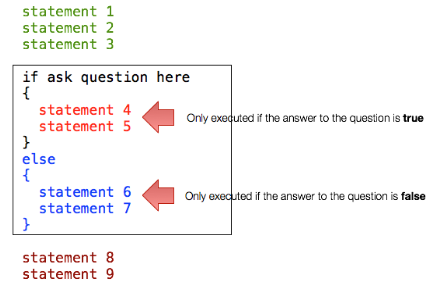 statement 1
statement 2
statement 3
if ask question here
{
statement 4
statement 5
Only executed if the answer to the question is true
}
else
{
statement 6
statement 7
Only executed if the answer to the question is false
}
statement 8
statement 9